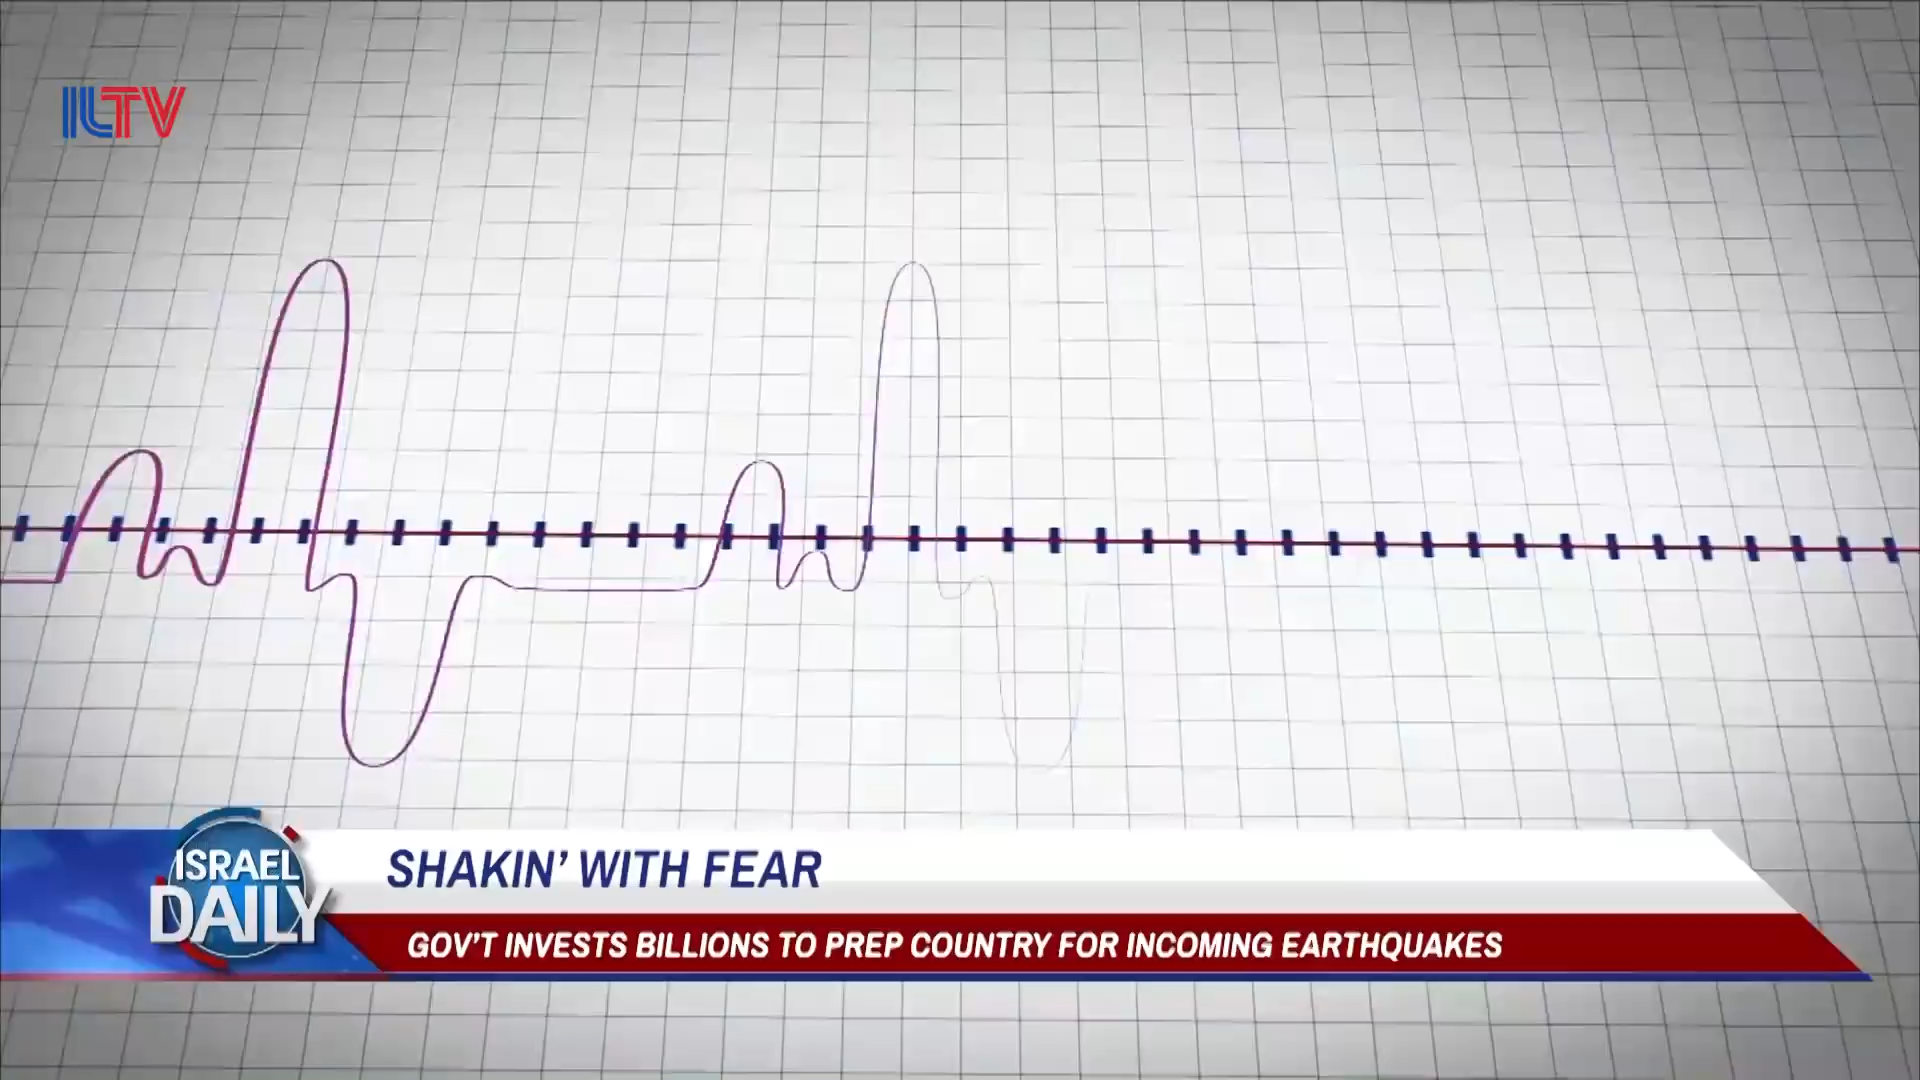 ILTV
ISRAEL
DAILY
SHAKIN' WITH FEAR
GOV'T INVESTS BILLIONS TO PREP COUNTRY FOR INCOMING EARTHQUAKES